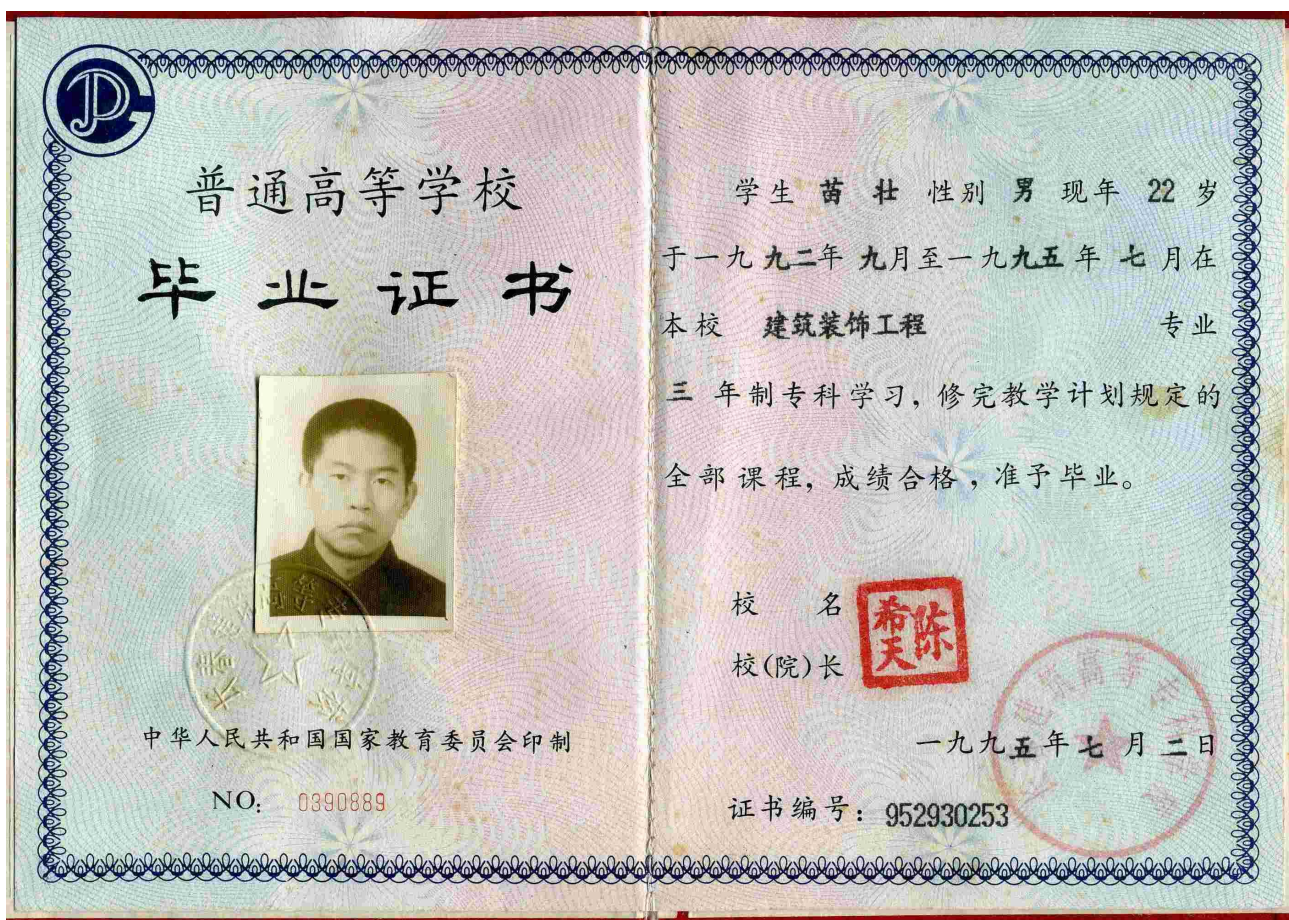 普通高等学校
毕业证书
中华人民共和国国家教育委员会印制
NO: 0390889
学生 苗壮 性别 男 现年 22 岁
于一九九二年九月至一九九五年七月在
本校 建筑装饰工程 专业
三年制专科学习,修完教学计划规定的
全部课程,成绩合格,准予毕业。
校名
校(院)长
陈希天
一九九五年七月二日
证书编号:952930253